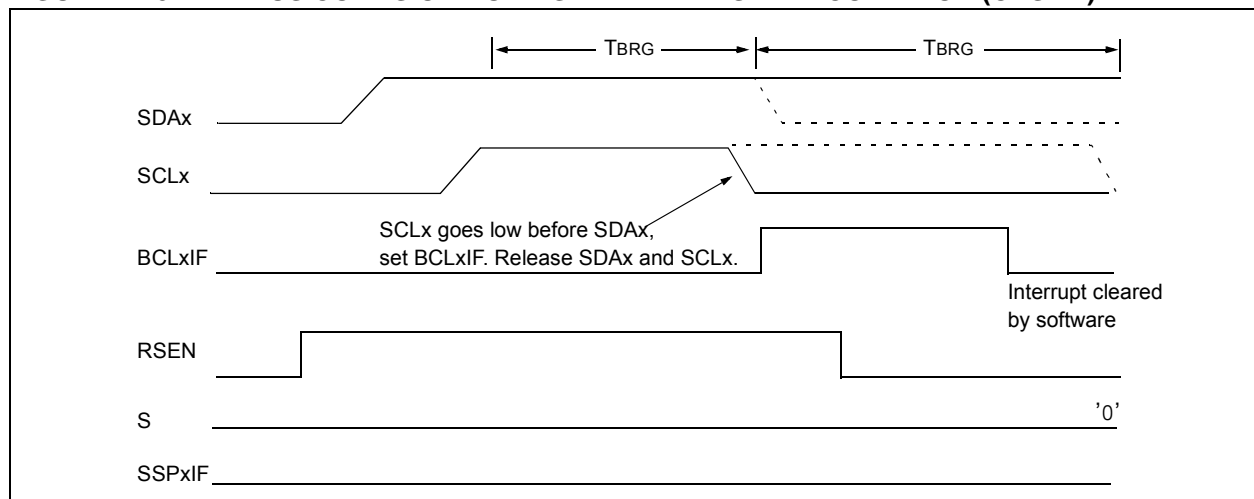 TBRG TBRG
SDAx
SCLx
SCLx goes low before SDAx,
set BCLxIF. Release SDAx and SCLx.
BCLxIF
Interrupt cleared
by software
RSEN
S '0'
SSPxIF